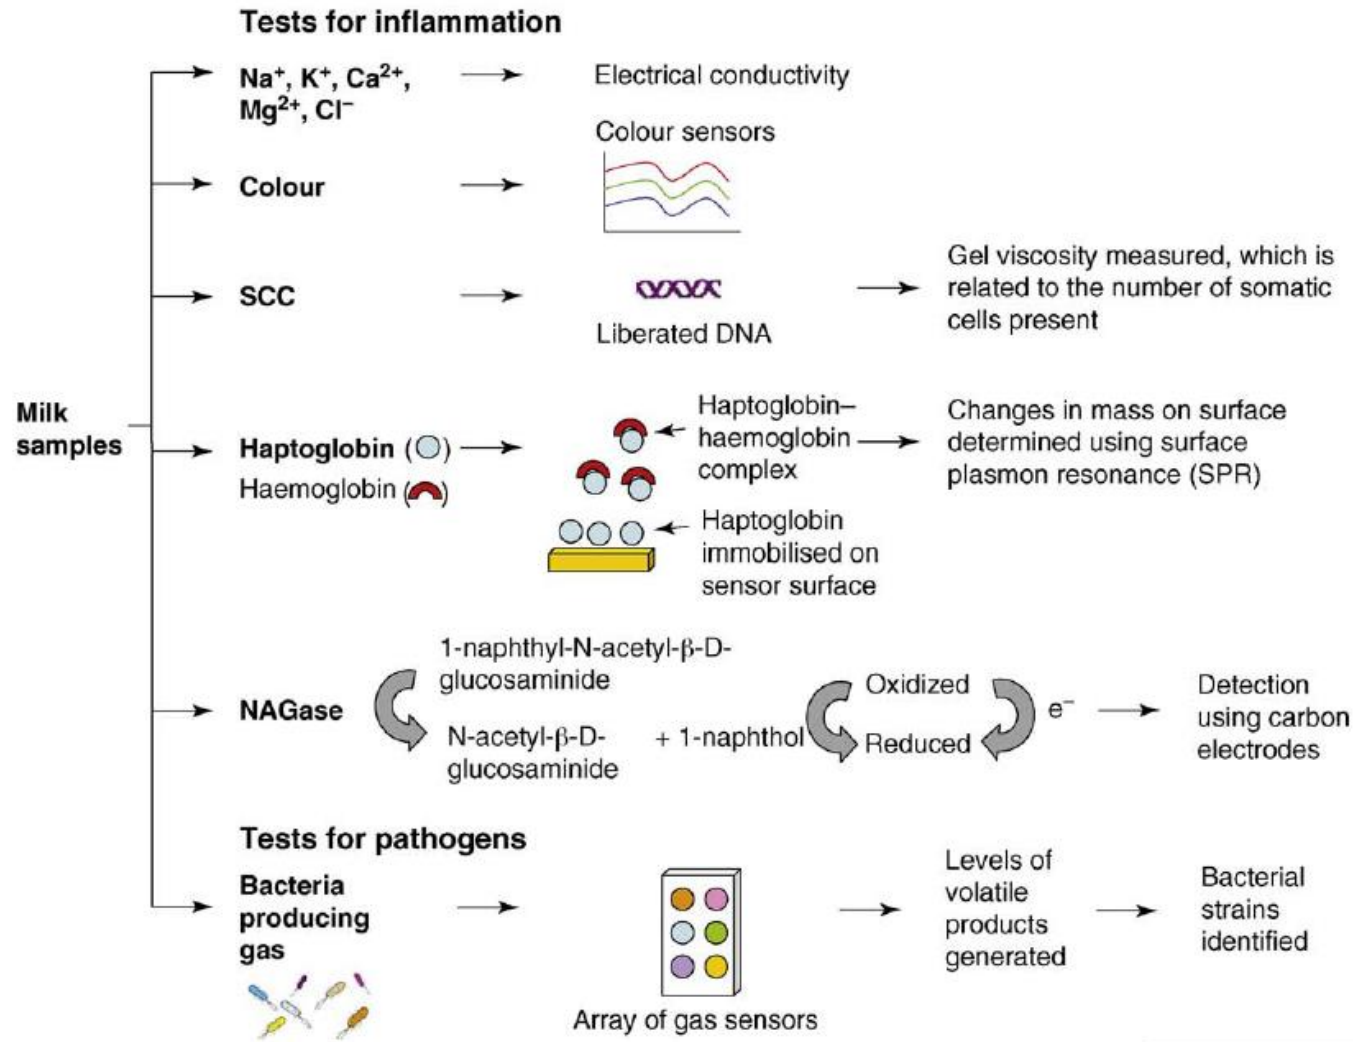 Tests for inflammation
Na⁺, K⁺, Ca²⁺,
Mg²⁺, Cl⁻
Electrical conductivity
Colour sensors
Colour
SCC
Liberated DNA
Gel viscosity measured, which is
related to the number of somatic
cells present
Milk
samples
Haptoglobin ( )
Haemoglobin ( )
Haptoglobin–
haemoglobin
complex
Changes in mass on surface
determined using surface
plasmon resonance (SPR)
Haptoglobin
immobilised on
sensor surface
NAGase
1-naphthyl-N-acetyl-β-D-
glucosaminide
N-acetyl-β-D-
glucosaminide
+ 1-naphthol
Oxidized
Reduced
e⁻
Detection
using carbon
electrodes
Tests for pathogens
Bacteria
producing
gas
Array of gas sensors
Levels of
volatile
products
generated
Bacterial
strains
identified